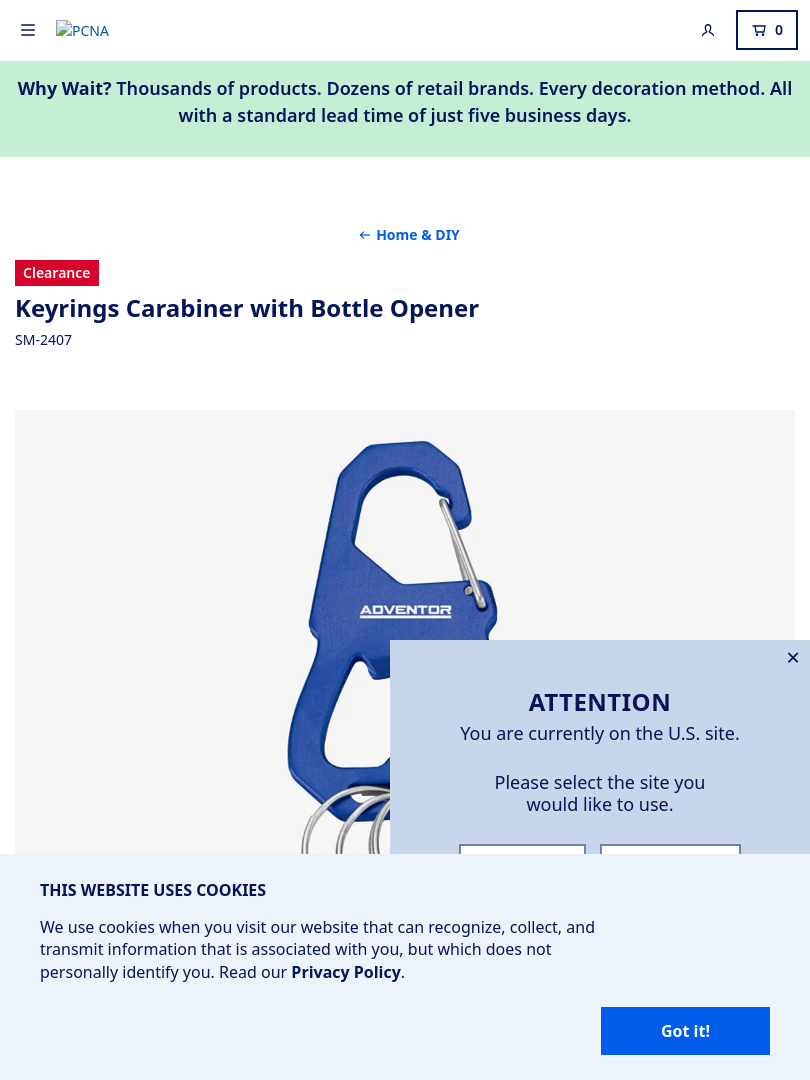 PCNA
0
Why Wait? Thousands of products. Dozens of retail brands. Every decoration method. All
with a standard lead time of just five business days.
← Home & DIY
Clearance
Keyrings Carabiner with Bottle Opener
SM-2407
ADVENTOR
ATTENTION
You are currently on the U.S. site.
Please select the site you
would like to use.
THIS WEBSITE USES COOKIES
We use cookies when you visit our website that can recognize, collect, and
transmit information that is associated with you, but which does not
personally identify you. Read our Privacy Policy.
Got it!